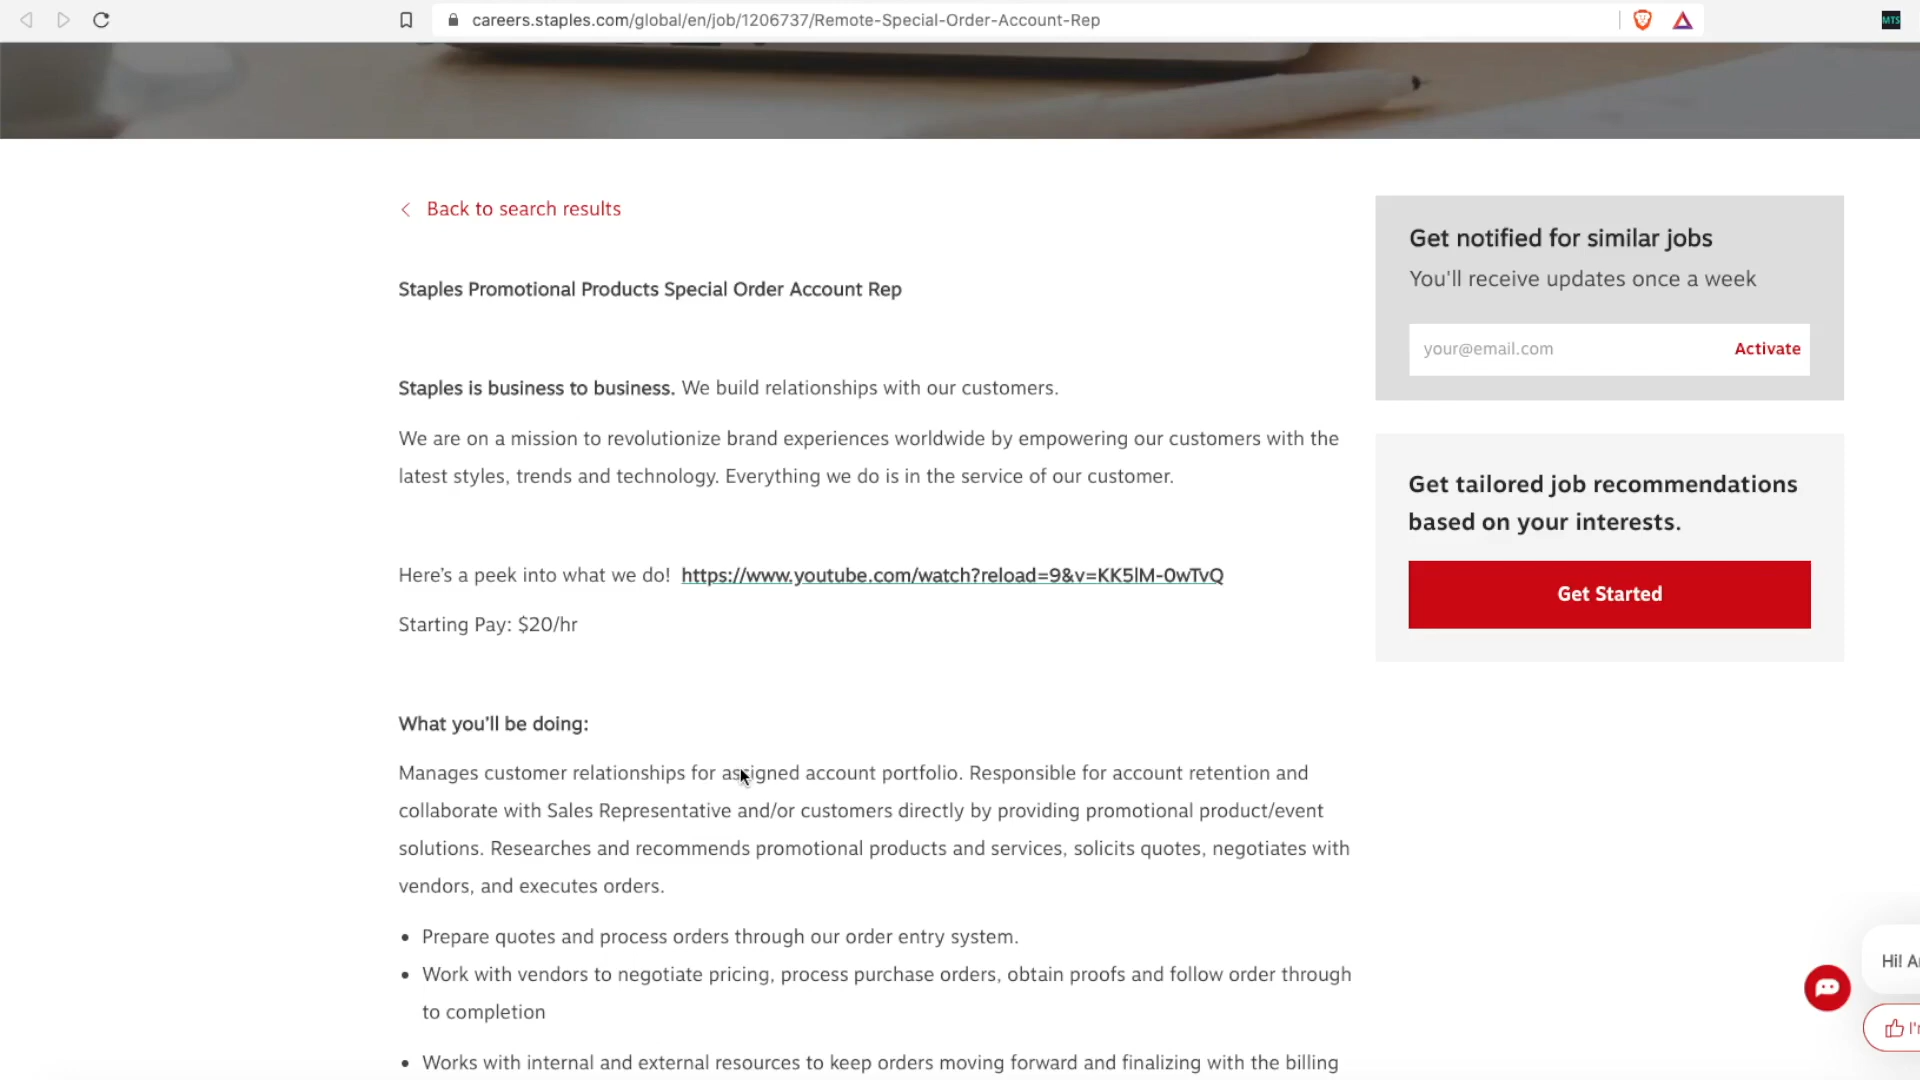 careers.staples.com/global/en/job/1206737/Remote-Special-Order-Account-Rep
MTS
Back to search results
Staples Promotional Products Special Order Account Rep
Staples is business to business. We build relationships with our customers.
We are on a mission to revolutionize brand experiences worldwide by empowering our customers with the
latest styles, trends and technology. Everything we do is in the service of our customer.
Here’s a peek into what we do! https://www.youtube.com/watch?reload=9&v=KK5lM-0wTvQ
Starting Pay: $20/hr
What you’ll be doing:
Manages customer relationships for assigned account portfolio. Responsible for account retention and
collaborate with Sales Representative and/or customers directly by providing promotional product/event
solutions. Researches and recommends promotional products and services, solicits quotes, negotiates with
vendors, and executes orders.
• Prepare quotes and process orders through our order entry system.
• Work with vendors to negotiate pricing, process purchase orders, obtain proofs and follow order through
to completion
• Works with internal and external resources to keep orders moving forward and finalizing with the billing
Get notified for similar jobs
You'll receive updates once a week
your@email.com Activate
Get tailored job recommendations
based on your interests.
Get Started
Hi!